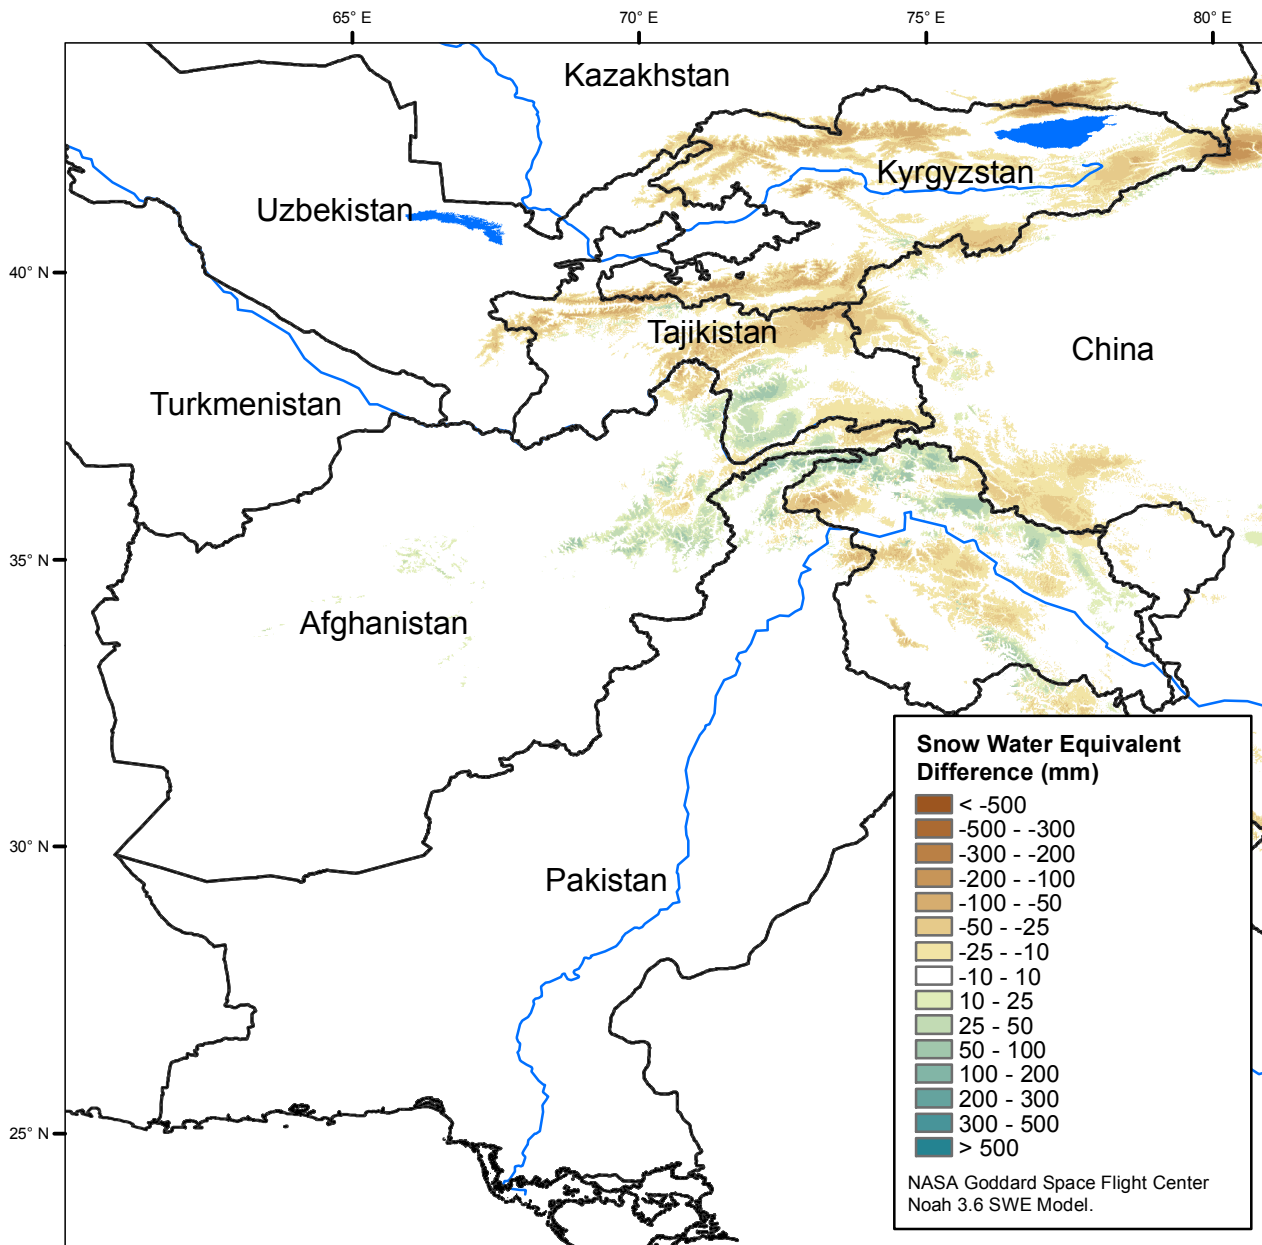 65° E
70° E
75° E
80° E
Kazakhstan
Kyrgyzstan
Uzbekistan
40° N
Tajikistan
China
Turkmenistan
35° N
Afghanistan
Snow Water Equivalent
Difference (mm)
< -500
-500 - -300
-300 - -200
-200 - -100
-100 - -50
-50 - -25
-25 - -10
-10 - 10
10 - 25
25 - 50
50 - 100
100 - 200
200 - 300
300 - 500
> 500
30° N
Pakistan
25° N
NASA Goddard Space Flight Center
Noah 3.6 SWE Model.